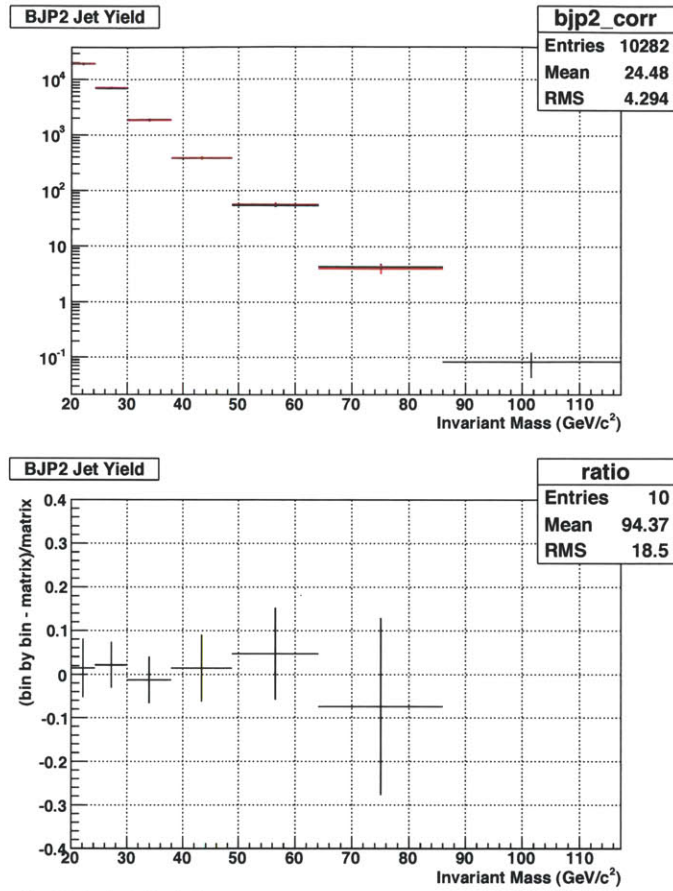 BJP2 Jet Yield
bjp2_corr
Entries 10282
Mean 24.48
RMS 4.294
10⁴
10³
10²
10
1
10⁻¹
20 30 40 50 60 70 80 90 100 110
Invariant Mass (GeV/c²)
BJP2 Jet Yield
ratio
Entries 10
Mean 94.37
RMS 18.5
(bin by bin - matrix)/matrix
0.4
0.3
0.2
0.1
0
-0.1
-0.2
-0.3
-0.4
20 30 40 50 60 70 80 90 100 110
Invariant Mass (GeV/c²)